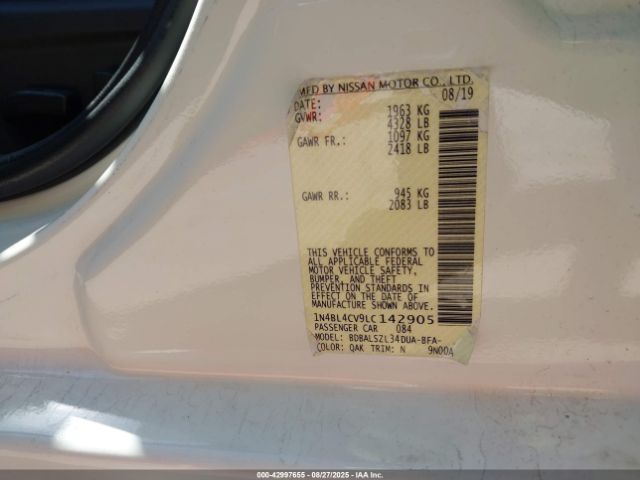 MFD BY NISSAN MOTOR CO., LTD.
DATE: 08/19
GVWR: 1963 KG
4328 LB
GAWR FR.: 1097 KG
2418 LB
GAWR RR.: 945 KG
2083 LB
THIS VEHICLE CONFORMS TO
ALL APPLICABLE FEDERAL
MOTOR VEHICLE SAFETY,
BUMPER, AND THEFT
PREVENTION STANDARDS IN
EFFECT ON THE DATE OF
MANUFACTURE SHOWN ABOVE.
1N4BL4CV9LC142905
PASSENGER CAR 084
MODEL: BDBALSZL34DUA-BFA-
COLOR: QAK TRIM: N 9N00A
000-42997655 | 08/27/2025 | IAAI.COM